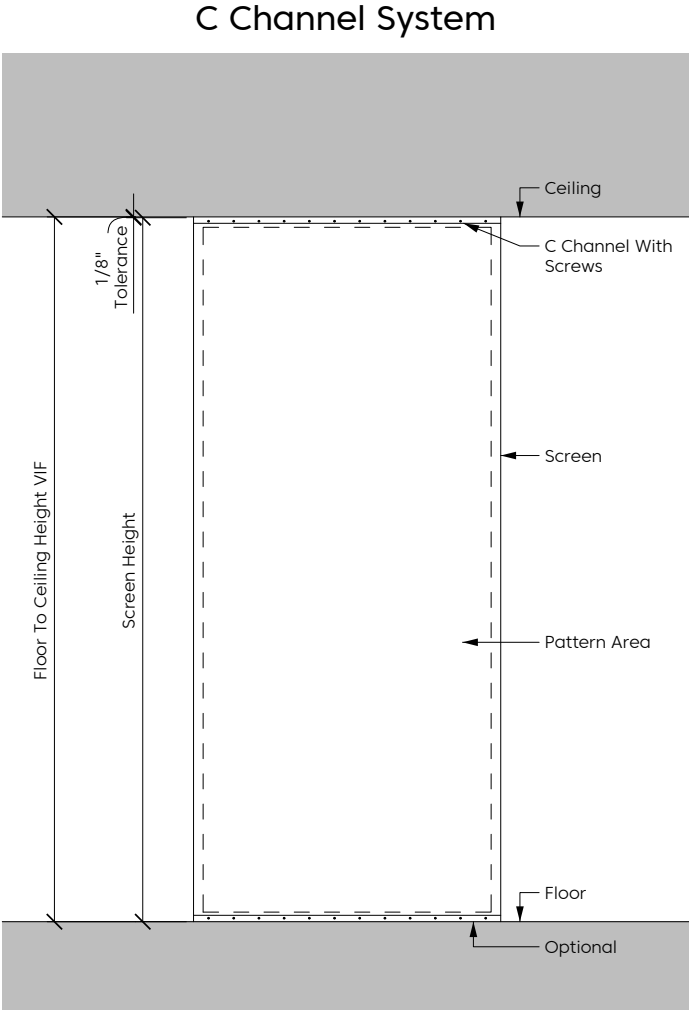 C Channel System
Ceiling
C Channel With
Screws
1/8"
Tolerance
Screen
Floor To Ceiling Height VIF
Screen Height
Pattern Area
Floor
Optional